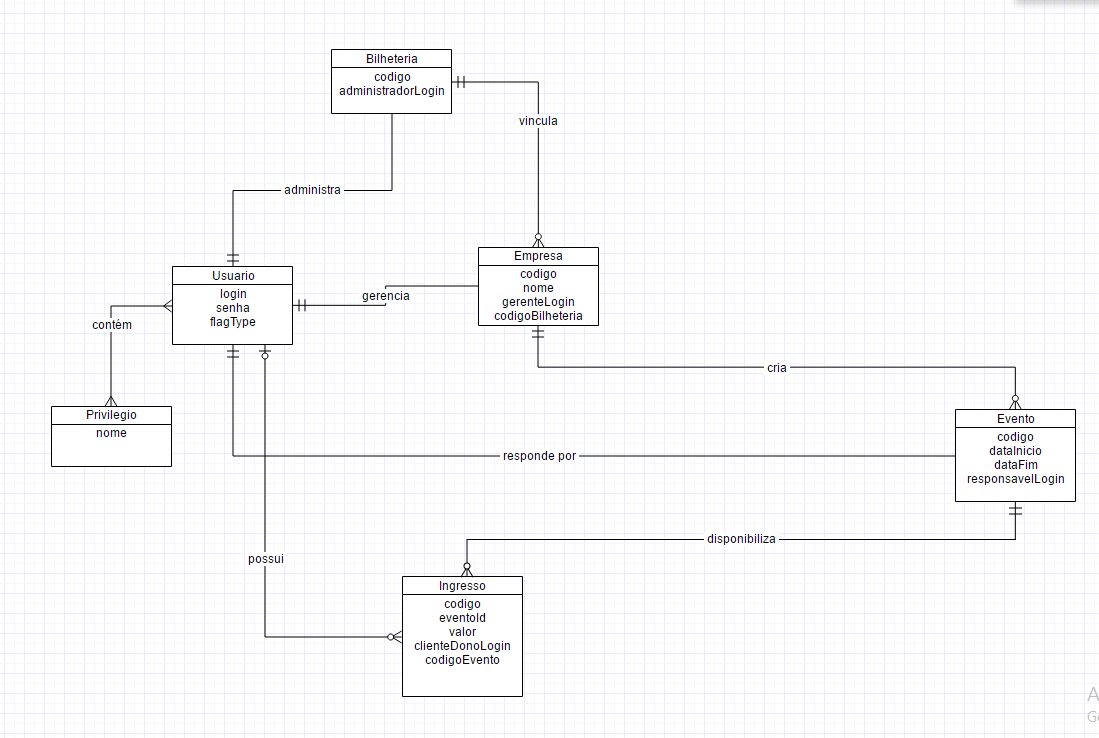 Bilheteria
codigo
administradorLogin
vincula
administra
Empresa
codigo
nome
gerenteLogin
codigoBilheteria
Usuario
login
senha
flagType
gerencia
contém
cria
Privilegio
nome
Evento
codigo
dataInicio
dataFim
responsavelLogin
responde por
disponibiliza
possui
Ingresso
codigo
eventoId
valor
clienteDonoLogin
codigoEvento